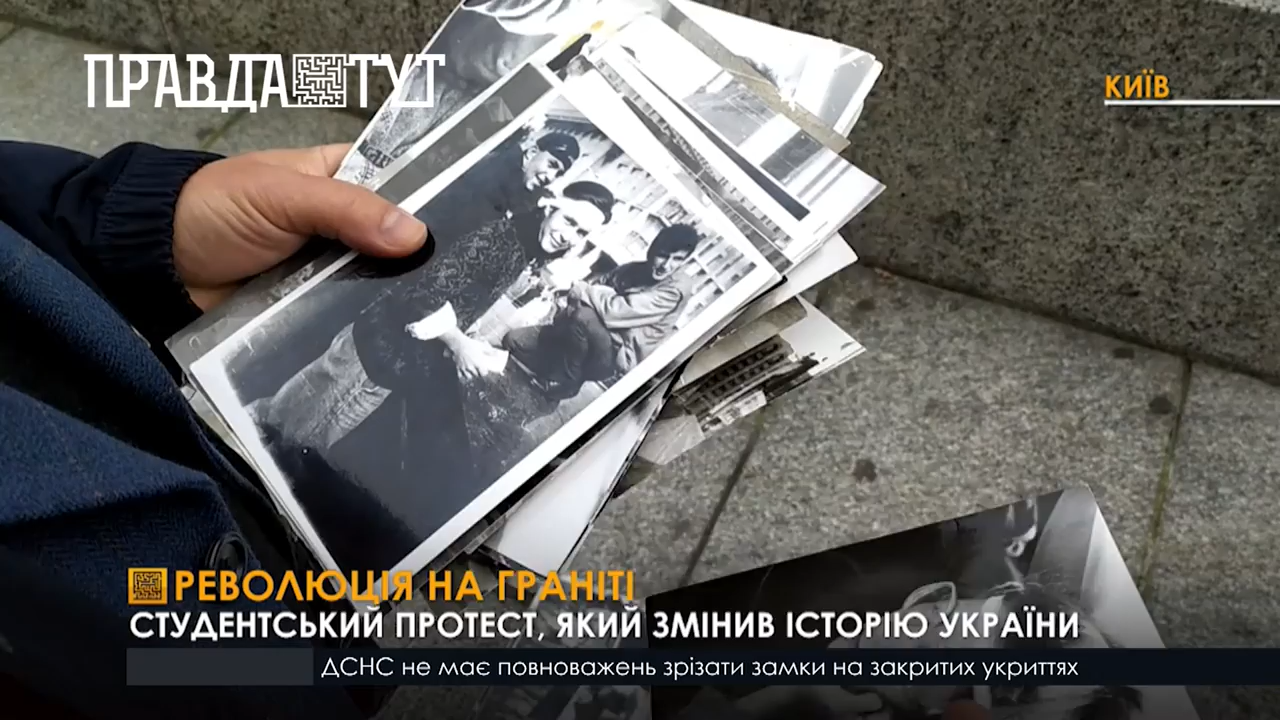 ПРАВДА ТУТ
КИЇВ
РЕВОЛЮЦІЯ НА ГРАНІТІ
СТУДЕНТСЬКИЙ ПРОТЕСТ, ЯКИЙ ЗМІНИВ ІСТОРІЮ УКРАЇНИ
ДСНС не має повноважень зрізати замки на закритих укриттях